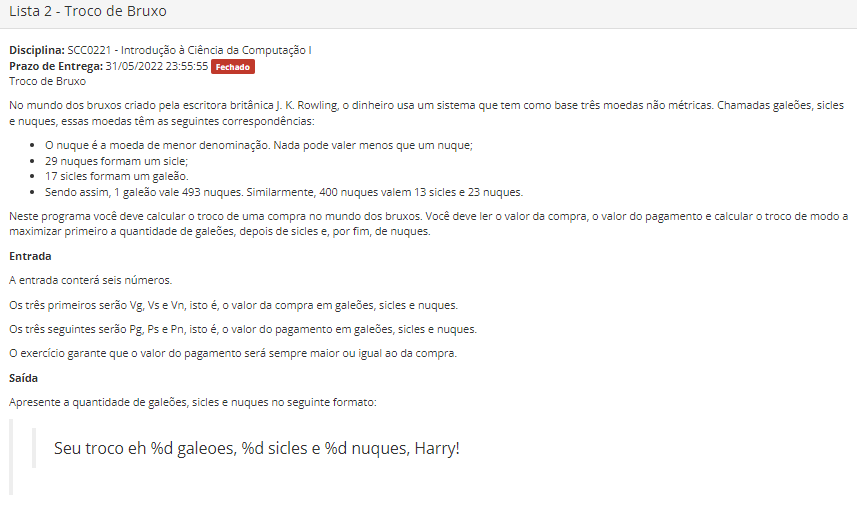 Lista 2 - Troco de Bruxo
Disciplina: SCC0221 - Introdução à Ciência da Computação I
Prazo de Entrega: 31/05/2022 23:55:55 Fechado
Troco de Bruxo
No mundo dos bruxos criado pela escritora britânica J. K. Rowling, o dinheiro usa um sistema que tem como base três moedas não métricas. Chamadas galeões, sicles
e nuques, essas moedas têm as seguintes correspondências:
• O nuque é a moeda de menor denominação. Nada pode valer menos que um nuque;
• 29 nuques formam um sicle;
• 17 sicles formam um galeão.
• Sendo assim, 1 galeão vale 493 nuques. Similarmente, 400 nuques valem 13 sicles e 23 nuques.
Neste programa você deve calcular o troco de uma compra no mundo dos bruxos. Você deve ler o valor da compra, o valor do pagamento e calcular o troco de modo a
maximizar primeiro a quantidade de galeões, depois de sicles e, por fim, de nuques.
Entrada
A entrada conterá seis números.
Os três primeiros serão Vg, Vs e Vn, isto é, o valor da compra em galeões, sicles e nuques.
Os três seguintes serão Pg, Ps e Pn, isto é, o valor do pagamento em galeões, sicles e nuques.
O exercício garante que o valor do pagamento será sempre maior ou igual ao da compra.
Saída
Apresente a quantidade de galeões, sicles e nuques no seguinte formato:
Seu troco eh %d galeoes, %d sicles e %d nuques, Harry!